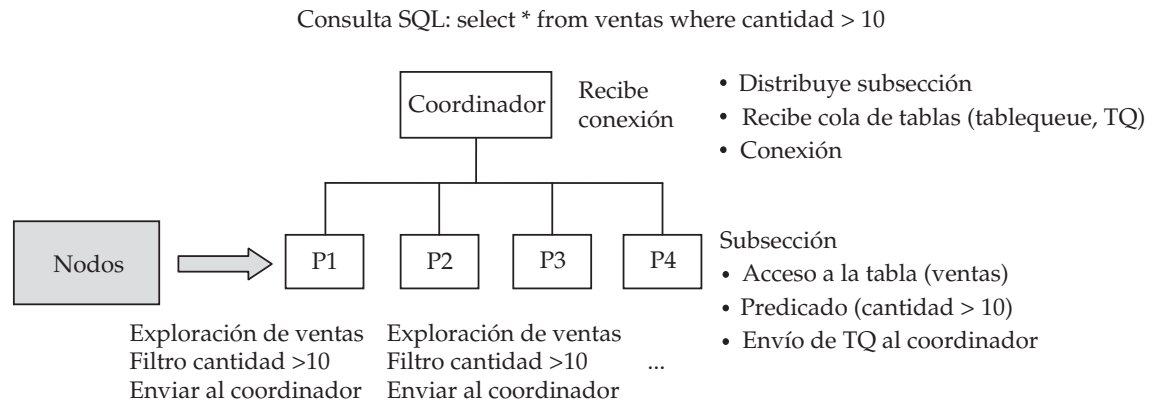 Consulta SQL: select * from ventas where cantidad > 10
Coordinador
Recibe
conexión
• Distribuye subsección
• Recibe cola de tablas (tablequeue, TQ)
• Conexión
Nodos
P1
P2
P3
P4
Subsección
• Acceso a la tabla (ventas)
• Predicado (cantidad > 10)
• Envío de TQ al coordinador
Exploración de ventas
Filtro cantidad >10
Enviar al coordinador
Exploración de ventas
Filtro cantidad >10
Enviar al coordinador
...